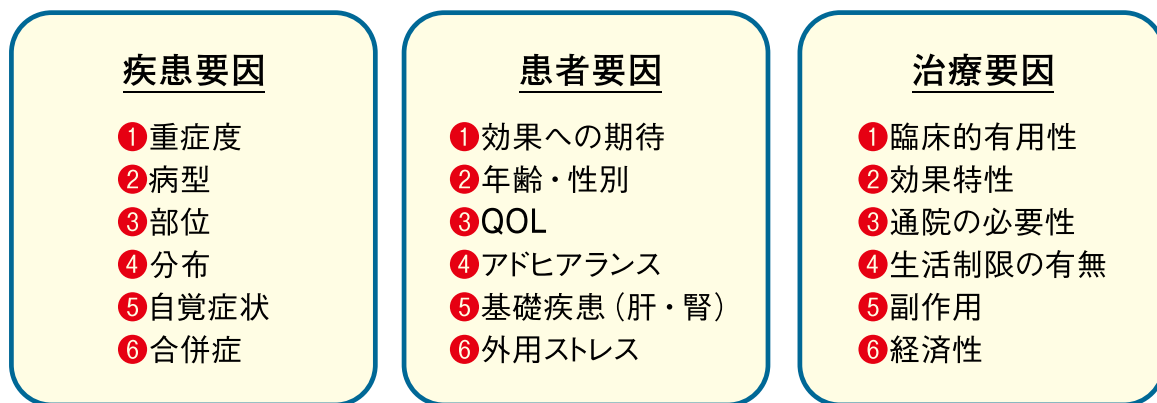 疾患要因
❶重症度
❷病型
❸部位
❹分布
❺自覚症状
❻合併症
患者要因
❶効果への期待
❷年齢・性別
❸QOL
❹アドヒアランス
❺基礎疾患（肝・腎）
❻外用ストレス
治療要因
❶臨床的有用性
❷効果特性
❸通院の必要性
❹生活制限の有無
❺副作用
❻経済性